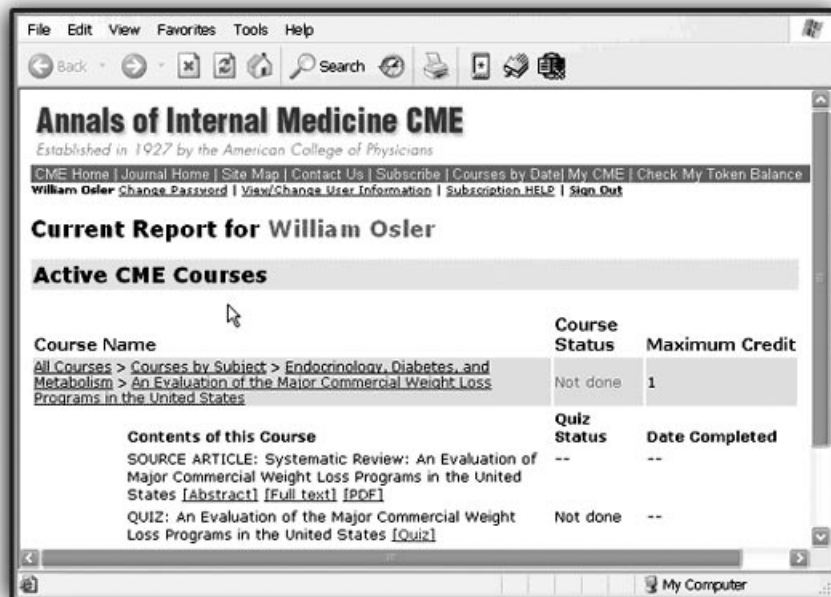 File Edit View Favorites Tools Help
Back Search
Annals of Internal Medicine CME
Established in 1927 by the American College of Physicians
CME Home | Journal Home | Site Map | Contact Us | Subscribe | Courses by Date| My CME | Check My Token Balance
William Osler Change Password | View/Change User Information | Subscription HELP | Sign Out
Current Report for William Osler
Active CME Courses
Course Name Course Status Maximum Credit
All Courses > Courses by Subject > Endocrinology, Diabetes, and
Metabolism > An Evaluation of the Major Commercial Weight Loss Not done 1
Programs in the United States
Contents of this Course Quiz Status Date Completed
SOURCE ARTICLE: Systematic Review: An Evaluation of -- --
Major Commercial Weight Loss Programs in the United
States [Abstract] [Full text] [PDF]
QUIZ: An Evaluation of the Major Commercial Weight Not done --
Loss Programs in the United States [Quiz]
My Computer